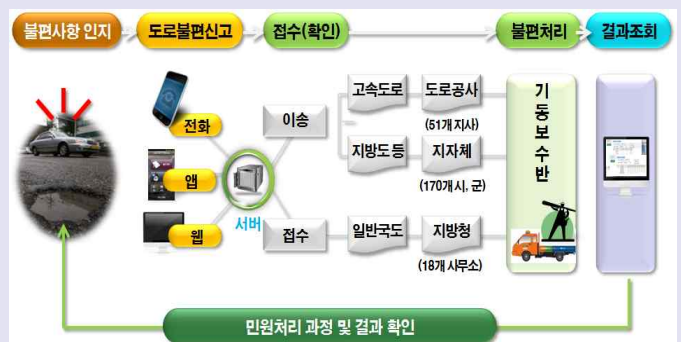 불편사항 인지
도로불편신고
접수(확인)
불편처리
결과조회
전화
앱
웹
서버
이송
접수
고속도로
도로공사
(51개 지사)
지방도 등
지자체
(170개 시, 군)
일반국도
지방청
(18개 사무소)
기동보수반
민원처리 과정 및 결과 확인